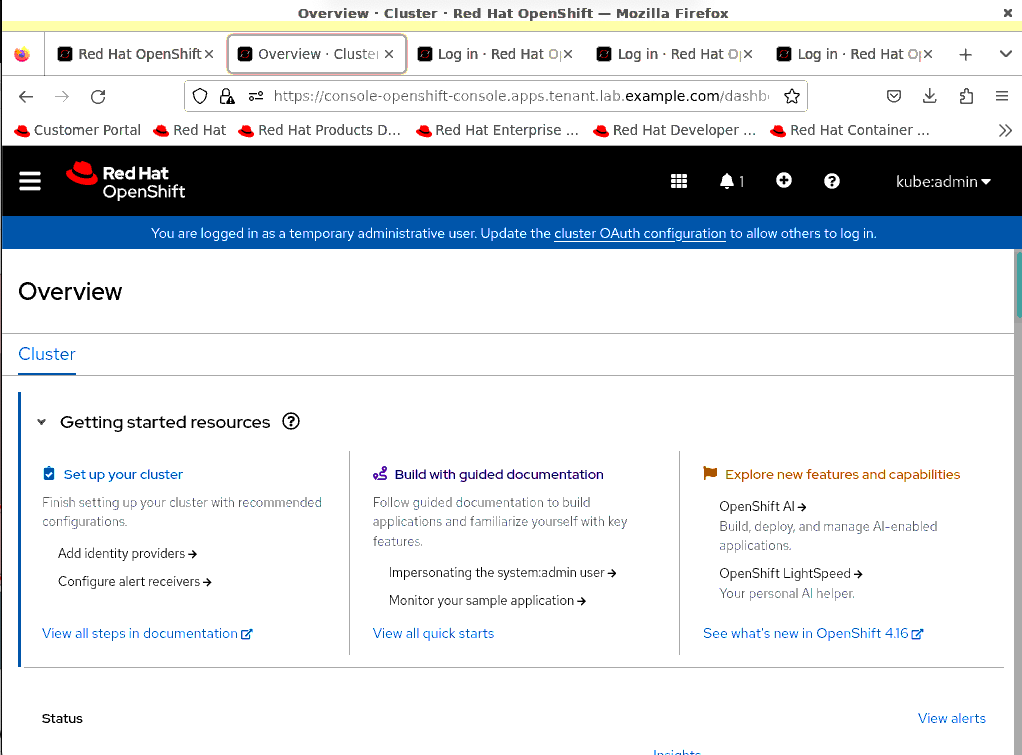 Overview · Cluster · Red Hat OpenShift — Mozilla Firefox
Red Hat OpenShift
Overview · Cluster
Log in · Red Hat O
Log in · Red Hat O
Log in · Red Hat O
https://console-openshift-console.apps.tenant.lab.example.com/dashb
Customer Portal
Red Hat
Red Hat Products D...
Red Hat Enterprise ...
Red Hat Developer ...
Red Hat Container ...
Red Hat
OpenShift
1
kube:admin
You are logged in as a temporary administrative user. Update the cluster OAuth configuration to allow others to log in.
Overview
Cluster
Getting started resources
Set up your cluster
Finish setting up your cluster with recommended
configurations.
Add identity providers
Configure alert receivers
View all steps in documentation
Build with guided documentation
Follow guided documentation to build
applications and familiarize yourself with key
features.
Impersonating the system:admin user
Monitor your sample application
View all quick starts
Explore new features and capabilities
OpenShift AI
Build, deploy, and manage AI-enabled
applications.
OpenShift LightSpeed
Your personal AI helper.
See what's new in OpenShift 4.16
Status
View alerts
Insights